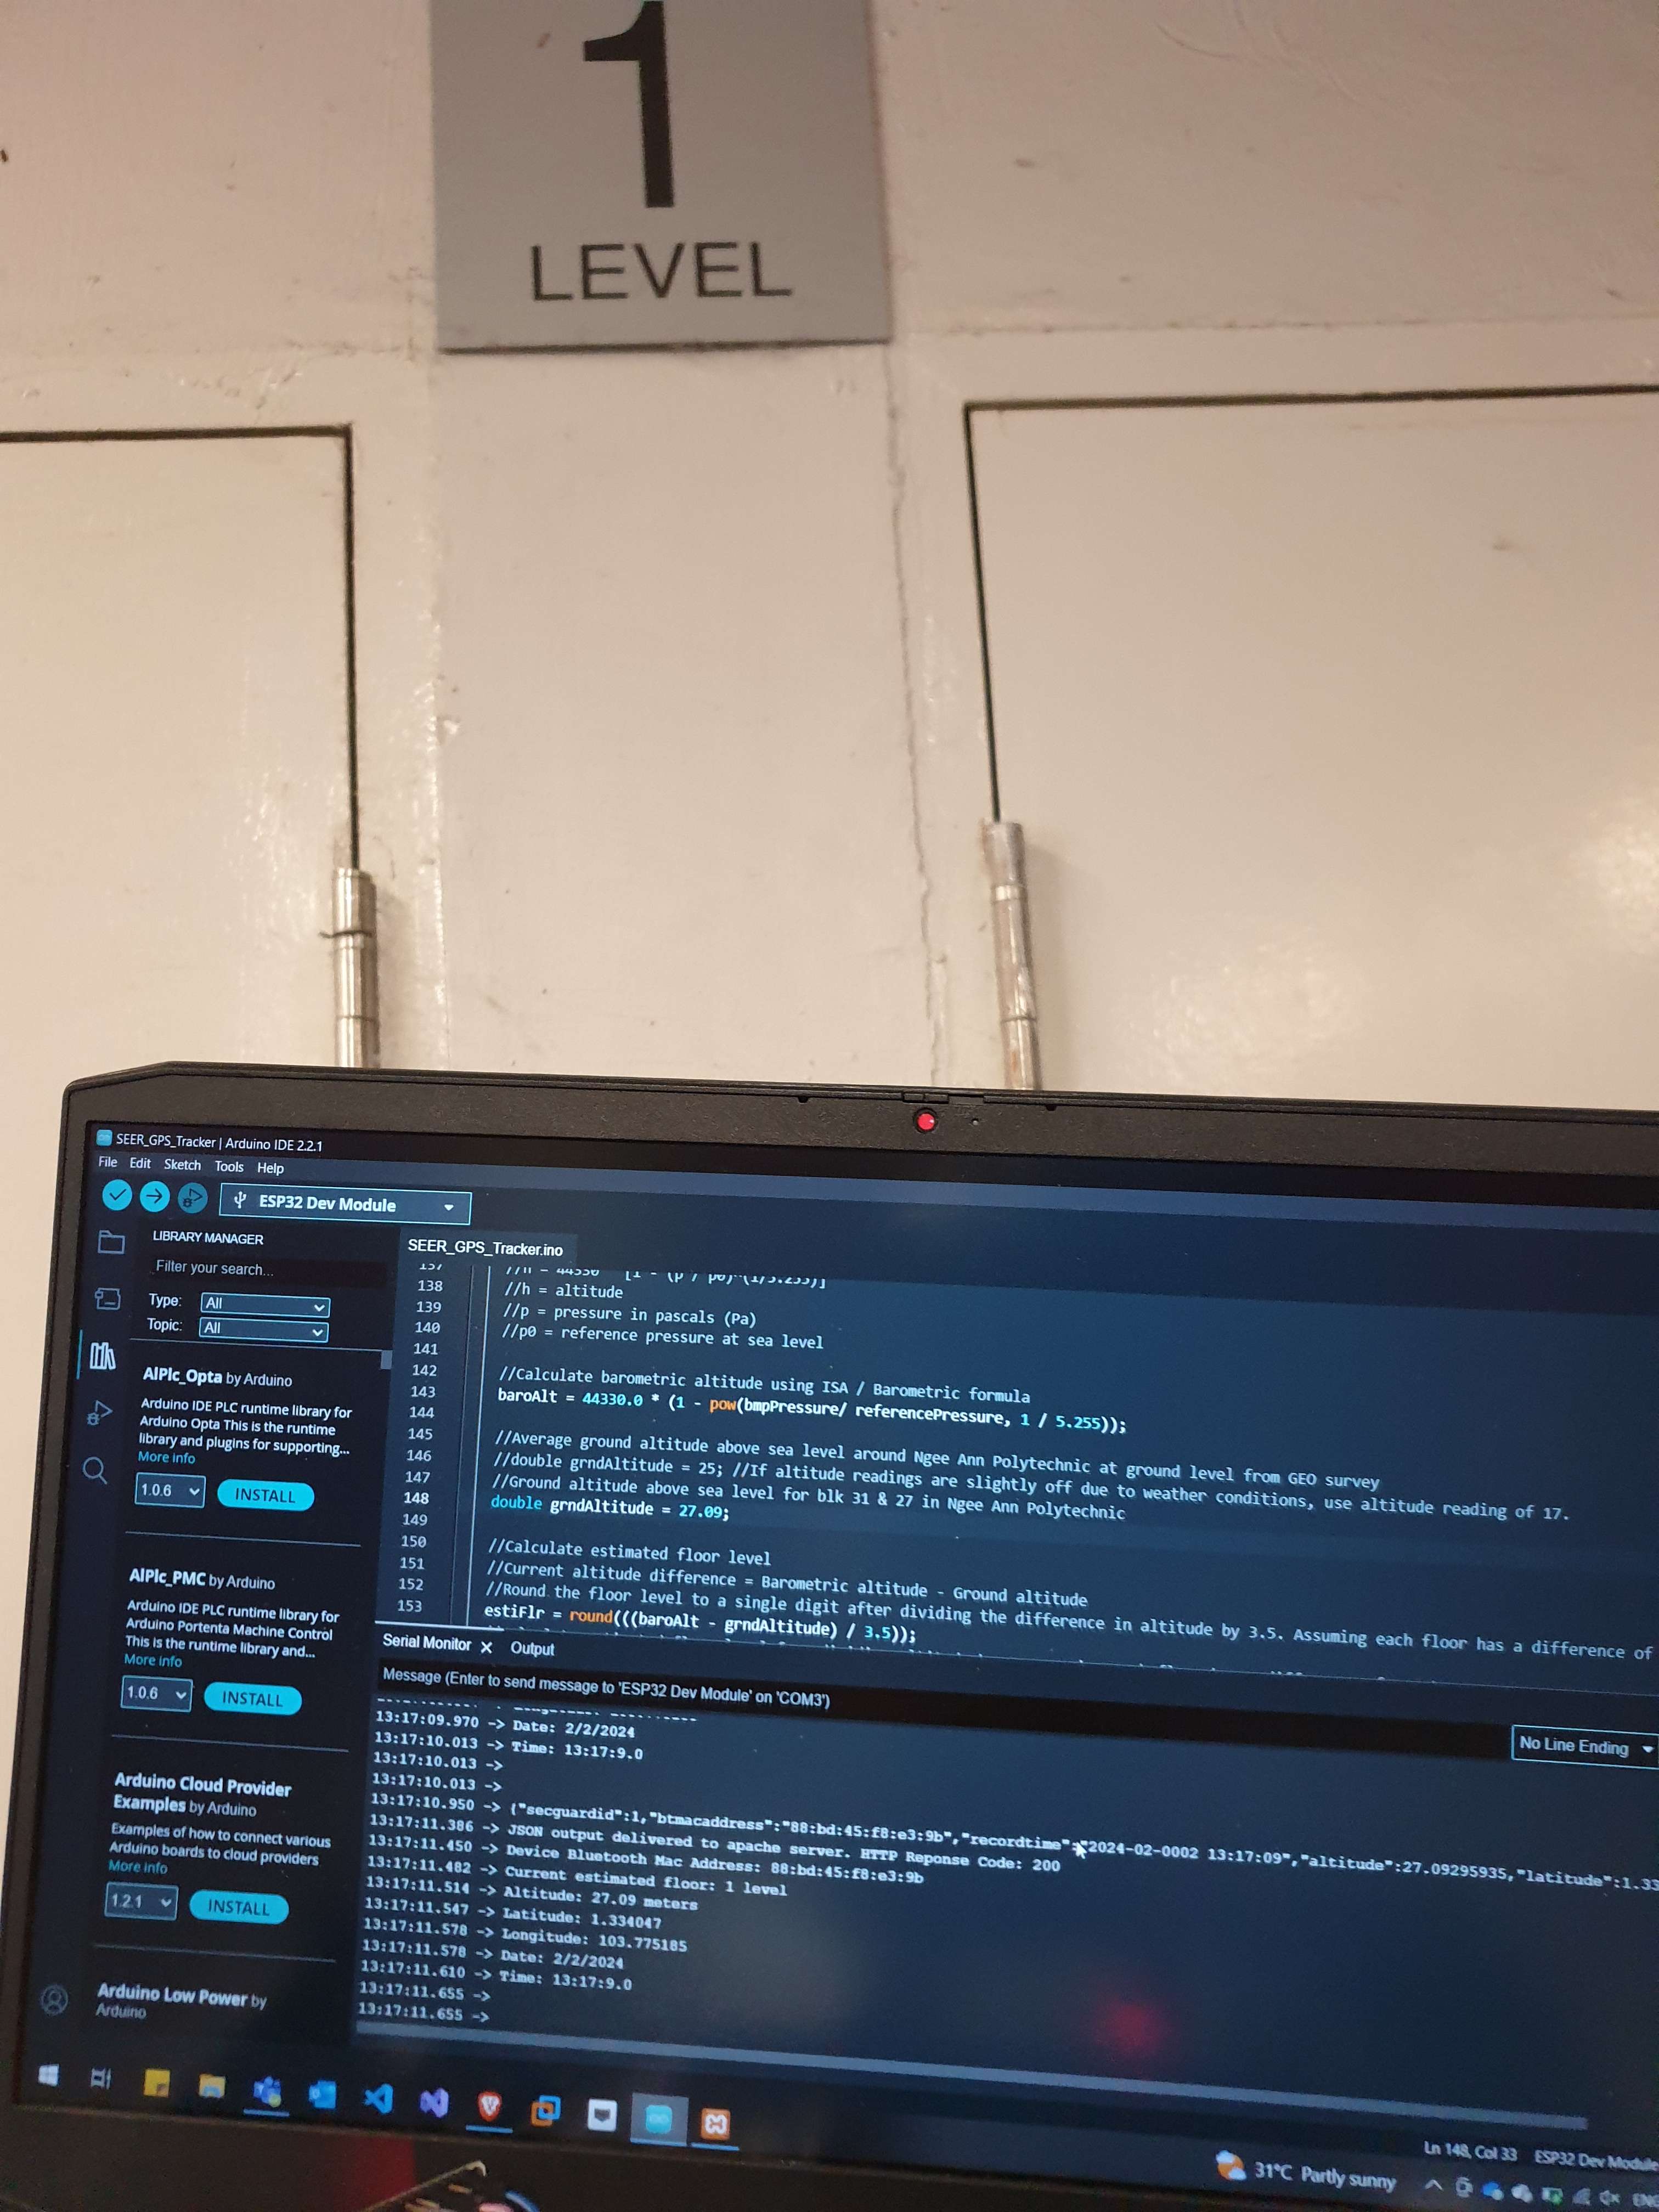 1
LEVEL
SEER_GPS_Tracker | Arduino IDE 2.2.1
File Edit Sketch Tools Help
ESP32 Dev Module
LIBRARY MANAGER
Filter your search...
Type: All
Topic: All
AlPlc_Opta by Arduino
Arduino IDE PLC runtime library for
Arduino Opta This is the runtime
library and plugins for supporting...
More info
1.0.6 INSTALL
AlPlc_PMC by Arduino
Arduino IDE PLC runtime library for
Arduino Portenta Machine Control
This is the runtime library and...
More info
1.0.6 INSTALL
Arduino Cloud Provider
Examples by Arduino
Examples of how to connect various
Arduino boards to cloud providers
More info
1.2.1 INSTALL
Arduino Low Power by
Arduino
SEER_GPS_Tracker.ino
137 //h = 44330 * [1 - (p / p0)^(1/5.255)]
138 //h = altitude
139 //p = pressure in pascals (Pa)
140 //p0 = reference pressure at sea level
141
142 //Calculate barometric altitude using ISA / Barometric formula
143 baroAlt = 44330.0 * (1 - pow(bmpPressure/ referencePressure, 1 / 5.255));
144
145 //Average ground altitude above sea level around Ngee Ann Polytechnic at ground level from GEO survey
146 //double grndAltitude = 25; //If altitude readings are slightly off due to weather conditions, use altitude reading of 17.
147 //Ground altitude above sea level for blk 31 & 27 in Ngee Ann Polytechnic
148 double grndAltitude = 27.09;
149
150 //Calculate estimated floor level
151 //Current altitude difference = Barometric altitude - Ground altitude
152 //Round the floor level to a single digit after dividing the difference in altitude by 3.5. Assuming each floor has a difference of
153 estiFlr = round(((baroAlt - grndAltitude) / 3.5));
Serial Monitor × Output
Message (Enter to send message to 'ESP32 Dev Module' on 'COM3')
No Line Ending
13:17:09.970 -> Date: 2/2/2024
13:17:10.013 -> Time: 13:17:9.0
13:17:10.013 ->
13:17:10.013 ->
13:17:10.950 -> {"secguardid":1,"btmacaddress":"88:bd:45:f8:e3:9b","recordtime":"2024-02-0002 13:17:09","altitude":27.09295935,"latitude":1.33
13:17:11.386 -> JSON output delivered to apache server. HTTP Reponse Code: 200
13:17:11.450 -> Device Bluetooth Mac Address: 88:bd:45:f8:e3:9b
13:17:11.482 -> Current estimated floor: 1 level
13:17:11.514 -> Altitude: 27.09 meters
13:17:11.547 -> Latitude: 1.334047
13:17:11.578 -> Longitude: 103.775185
13:17:11.578 -> Date: 2/2/2024
13:17:11.610 -> Time: 13:17:9.0
13:17:11.655 ->
13:17:11.655 ->
Ln 148, Col 33 ESP32 Dev Module
31°C Partly sunny
ENG